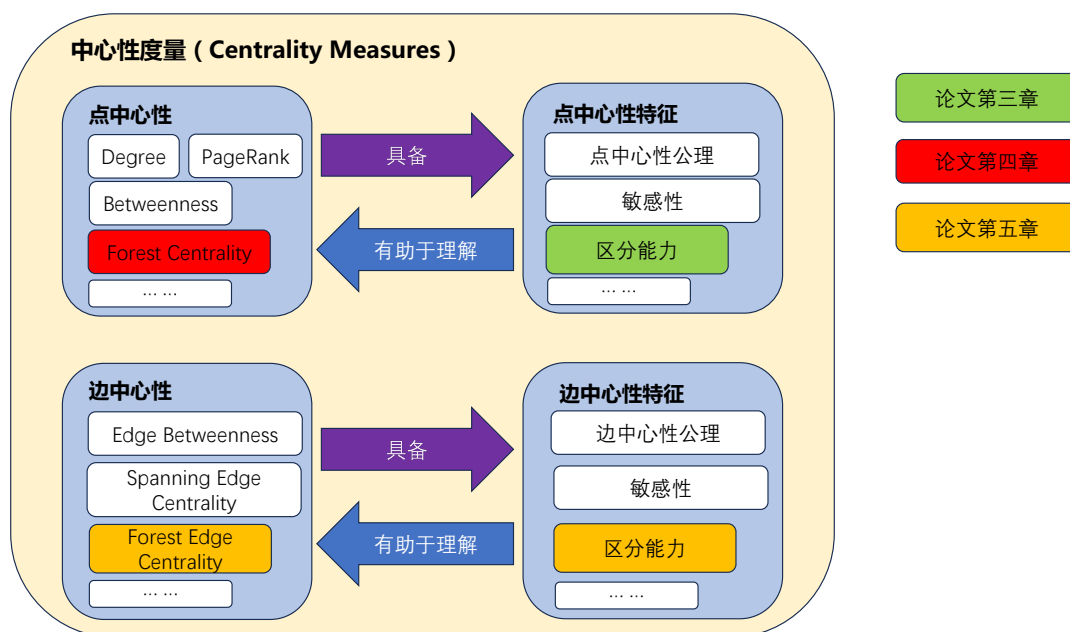 中心性度量（Centrality Measures）
点中心性
Degree
PageRank
Betweenness
Forest Centrality
... ...
具备
有助于理解
点中心性特征
点中心性公理
敏感性
区分能力
... ...
边中心性
Edge Betweenness
Spanning Edge
Centrality
Forest Edge
Centrality
... ...
具备
有助于理解
边中心性特征
边中心性公理
敏感性
区分能力
... ...
论文第三章
论文第四章
论文第五章